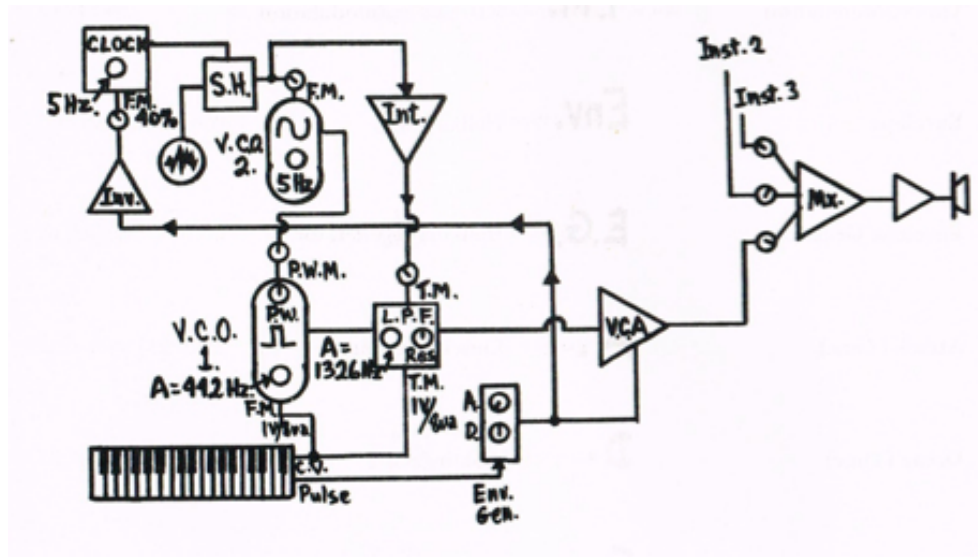 CLOCK
5Hz.
F.M.
40%
S.H.
F.M.
Int.
V.C.O.
2.
5Hz
Inv.
Inst. 2
Inst. 3
Mx.
P.W.M.
T.M.
V.C.O.
1.
P.W.
A=442Hz.
A=
1326Hz
L.P.F.
Res
V.C.A
F.M.
1V/8va
T.M.
1V/8va
A.
D.
C.V.
Pulse
Env.
Gen.